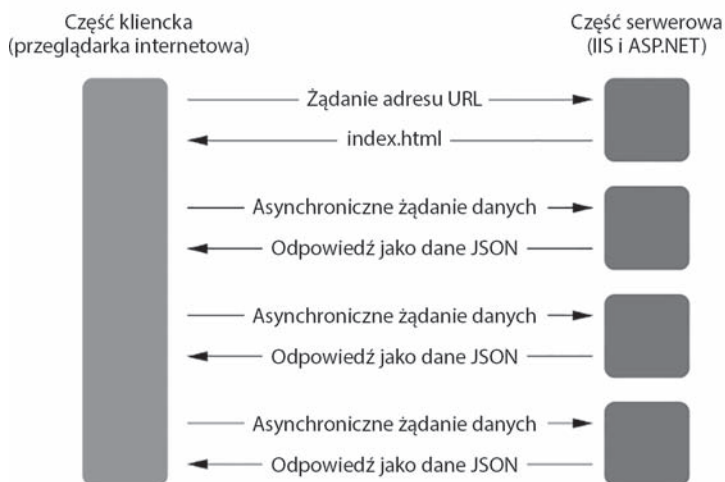 Część kliencka
(przeglądarka internetowa)
Część serwerowa
(IIS i ASP.NET)
Żądanie adresu URL
index.html
Asynchroniczne żądanie danych
Odpowiedź jako dane JSON
Asynchroniczne żądanie danych
Odpowiedź jako dane JSON
Asynchroniczne żądanie danych
Odpowiedź jako dane JSON